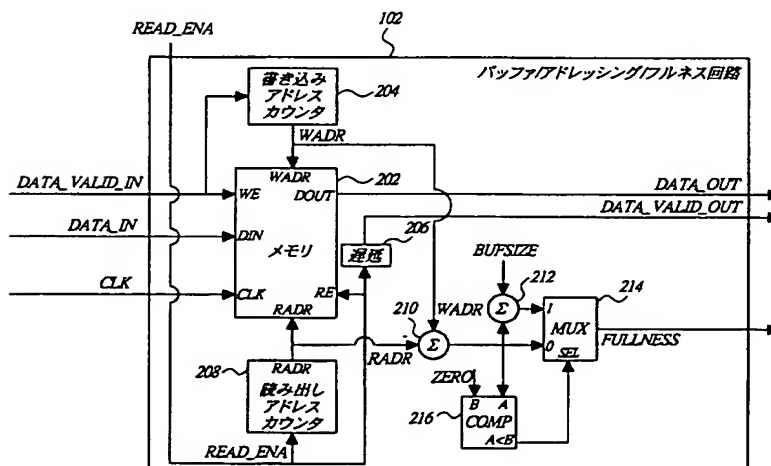 READ_ENA
102
バッファ/アドレッシング/フルネス回路
書き込み
アドレス
カウンタ
204
WADR
WADR
202
DATA_VALID_IN
WE
DOUT
DATA_OUT
DATA_VALID_OUT
206
DATA_IN
DIN
メモリ
遅延
BUFSIZE
212
CLK
CLK
RE
RADR
210
WADR
Σ
214
1
MUX
FULLNESS
Σ
0
SEL
RADR
208
RADR
読み出し
アドレス
カウンタ
ZERO
B
A
216
COMP
A<B
READ_ENA